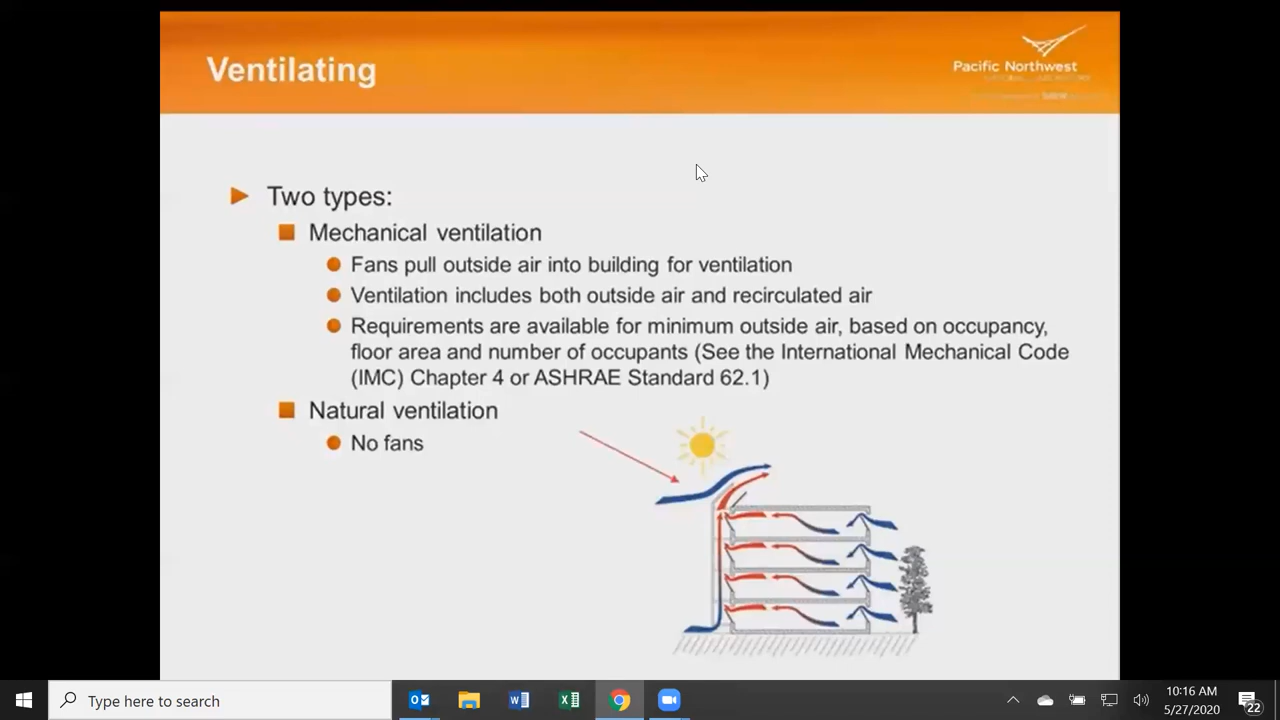 Ventilating
Pacific Northwest
NATIONAL LABORATORY
Two types:
Mechanical ventilation
Fans pull outside air into building for ventilation
Ventilation includes both outside air and recirculated air
Requirements are available for minimum outside air, based on occupancy,
floor area and number of occupants (See the International Mechanical Code
(IMC) Chapter 4 or ASHRAE Standard 62.1)
Natural ventilation
No fans
Type here to search
10:16 AM
5/27/2020
22